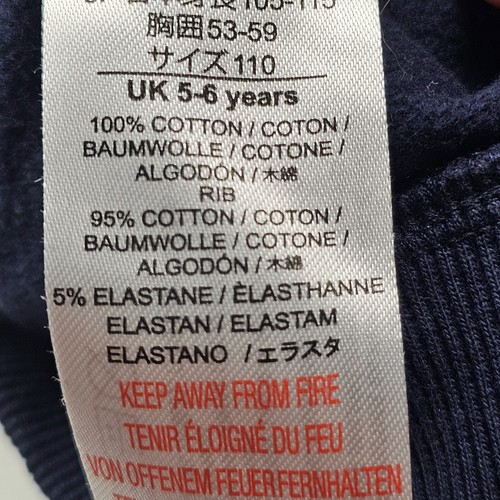 胸囲53-59
サイズ110
UK 5-6 years
100% COTTON / COTON /
BAUMWOLLE / COTONE /
ALGODÓN / 木綿
RIB
95% COTTON / COTON /
BAUMWOLLE / COTONE /
ALGODÓN / 木綿
5% ELASTANE / ÈLASTHANNE
ELASTAN / ELASTAM
ELASTANO / エラスタ
KEEP AWAY FROM FIRE
TENIR ÉLOIGNÉ DU FEU
VON OFFENEM FEUER FERNHALTEN